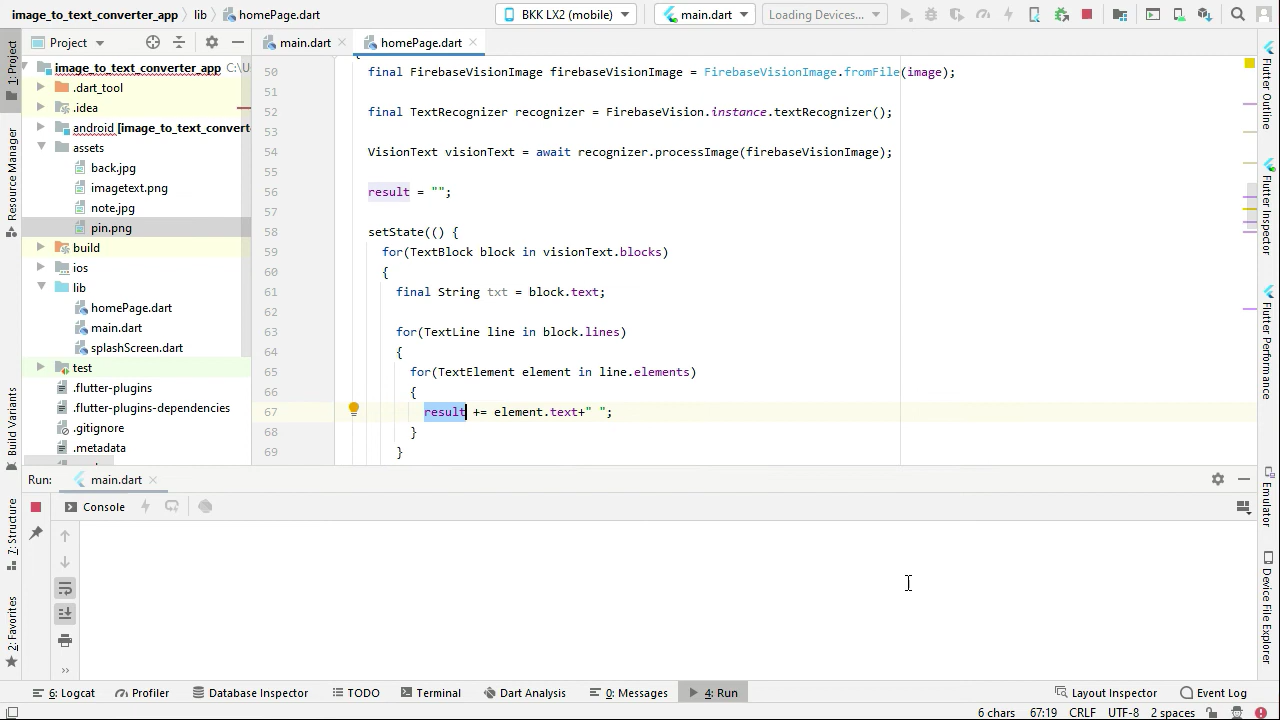 image_to_text_converter_app
lib
homePage.dart
BKK LX2 (mobile)
main.dart
Loading Devices...
1: Project
Resource Manager
Build Variants
7: Structure
2: Favorites
Project
image_to_text_converter_app C:\U
.dart_tool
.idea
android [image_to_text_convert
assets
back.jpg
imagetext.png
note.jpg
pin.png
build
ios
lib
homePage.dart
main.dart
splashScreen.dart
test
.flutter-plugins
.flutter-plugins-dependencies
.gitignore
.metadata
main.dart
homePage.dart
50 final FirebaseVisionImage firebaseVisionImage = FirebaseVisionImage.fromFile(image);
51
52 final TextRecognizer recognizer = FirebaseVision.instance.textRecognizer();
53
54 VisionText visionText = await recognizer.processImage(firebaseVisionImage);
55
56 result = "";
57
58 setState(() {
59 for(TextBlock block in visionText.blocks)
60 {
61 final String txt = block.text;
62
63 for(TextLine line in block.lines)
64 {
65 for(TextElement element in line.elements)
66 {
67 result += element.text+" ";
68 }
69 }
Flutter Outline
Flutter Inspector
Flutter Performance
Emulator
Device File Explorer
Run:
main.dart
Console
6: Logcat
Profiler
Database Inspector
TODO
Terminal
Dart Analysis
0: Messages
4: Run
Layout Inspector
Event Log
6 chars
67:19
CRLF
UTF-8
2 spaces